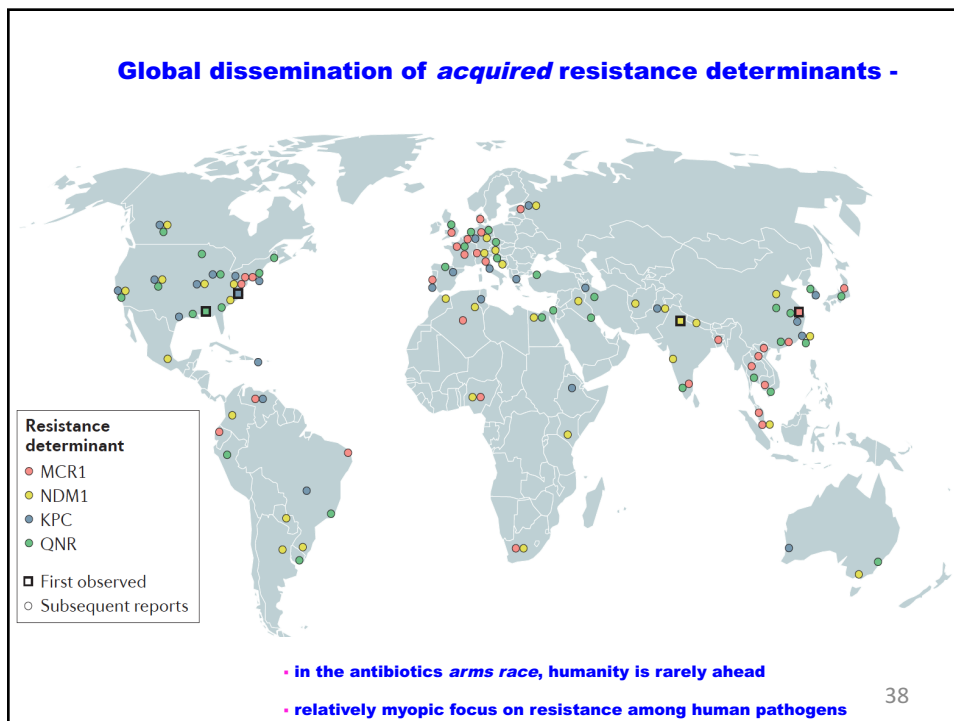 Global dissemination of acquired resistance determinants -
Resistance
determinant
MCR1
NDM1
KPC
QNR
First observed
Subsequent reports
▪ in the antibiotics arms race, humanity is rarely ahead
▪ relatively myopic focus on resistance among human pathogens
38